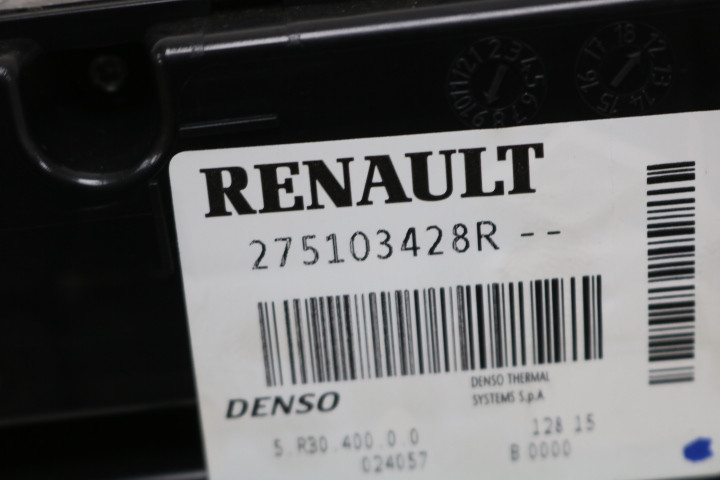 RENAULT
275103428R --
DENSO
DENSO THERMAL
SYSTEMS S.p.A
5.R30.400.0.0
128 15
024057
B 0000